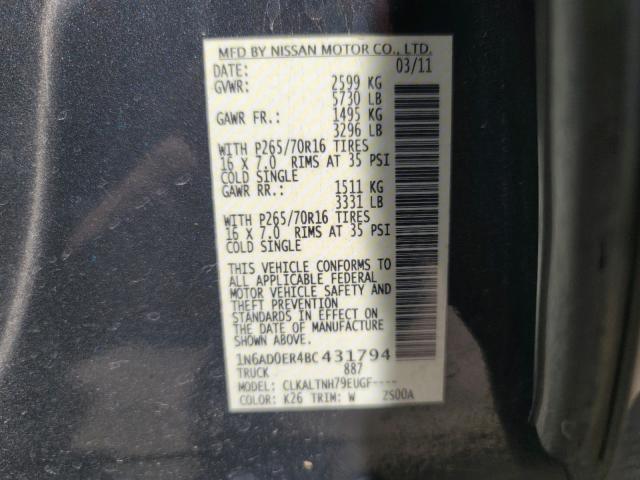 MFD BY NISSAN MOTOR CO., LTD.
DATE: 03/11
GVWR: 2599 KG
5730 LB
GAWR FR.: 1495 KG
3296 LB
WITH P265/70R16 TIRES
16 X 7.0 RIMS AT 35 PSI
COLD SINGLE
GAWR RR.: 1511 KG
3331 LB
WITH P265/70R16 TIRES
16 X 7.0 RIMS AT 35 PSI
COLD SINGLE
THIS VEHICLE CONFORMS TO
ALL APPLICABLE FEDERAL
MOTOR VEHICLE SAFETY AND
THEFT PREVENTION
STANDARDS IN EFFECT ON
THE DATE OF MANUFACTURE
SHOWN ABOVE.
1N6AD0ER4BC431794
TRUCK 887
MODEL: CLKALTNH79EUGF----
COLOR: K26 TRIM: W 2S00A